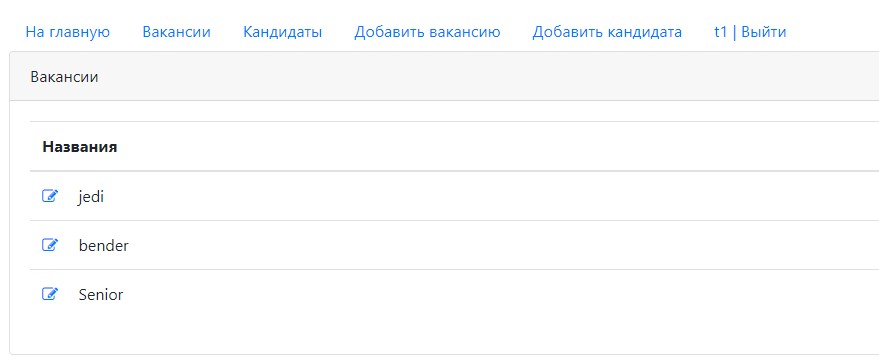 На главную Вакансии Кандидаты Добавить вакансию Добавить кандидата t1 | Выйти
Вакансии
Названия
jedi
bender
Senior